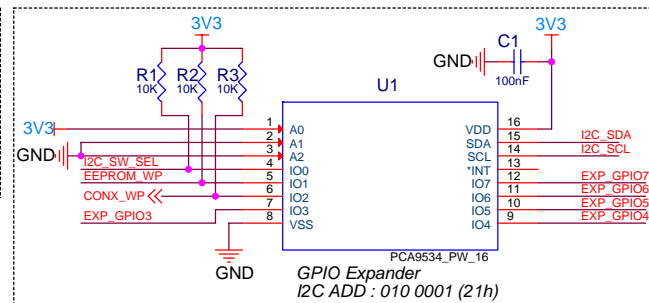 3V3
3V3
C1
GND
100nF
R1
10K
R2
10K
R3
10K
U1
3V3
GND
I2C_SW_SEL
EEPROM_WP
CONX_WP
EXP_GPIO3
GND
1 A0
2 A1
3 A2
4 IO0
5 IO1
6 IO2
7 IO3
8 VSS
VDD 16
SDA 15 I2C_SDA
SCL 14 I2C_SCL
*INT 13
IO7 12 EXP_GPIO7
IO6 11 EXP_GPIO6
IO5 10 EXP_GPIO5
IO4 9 EXP_GPIO4
PCA9534_PW_16
GPIO Expander
I2C ADD : 010 0001 (21h)